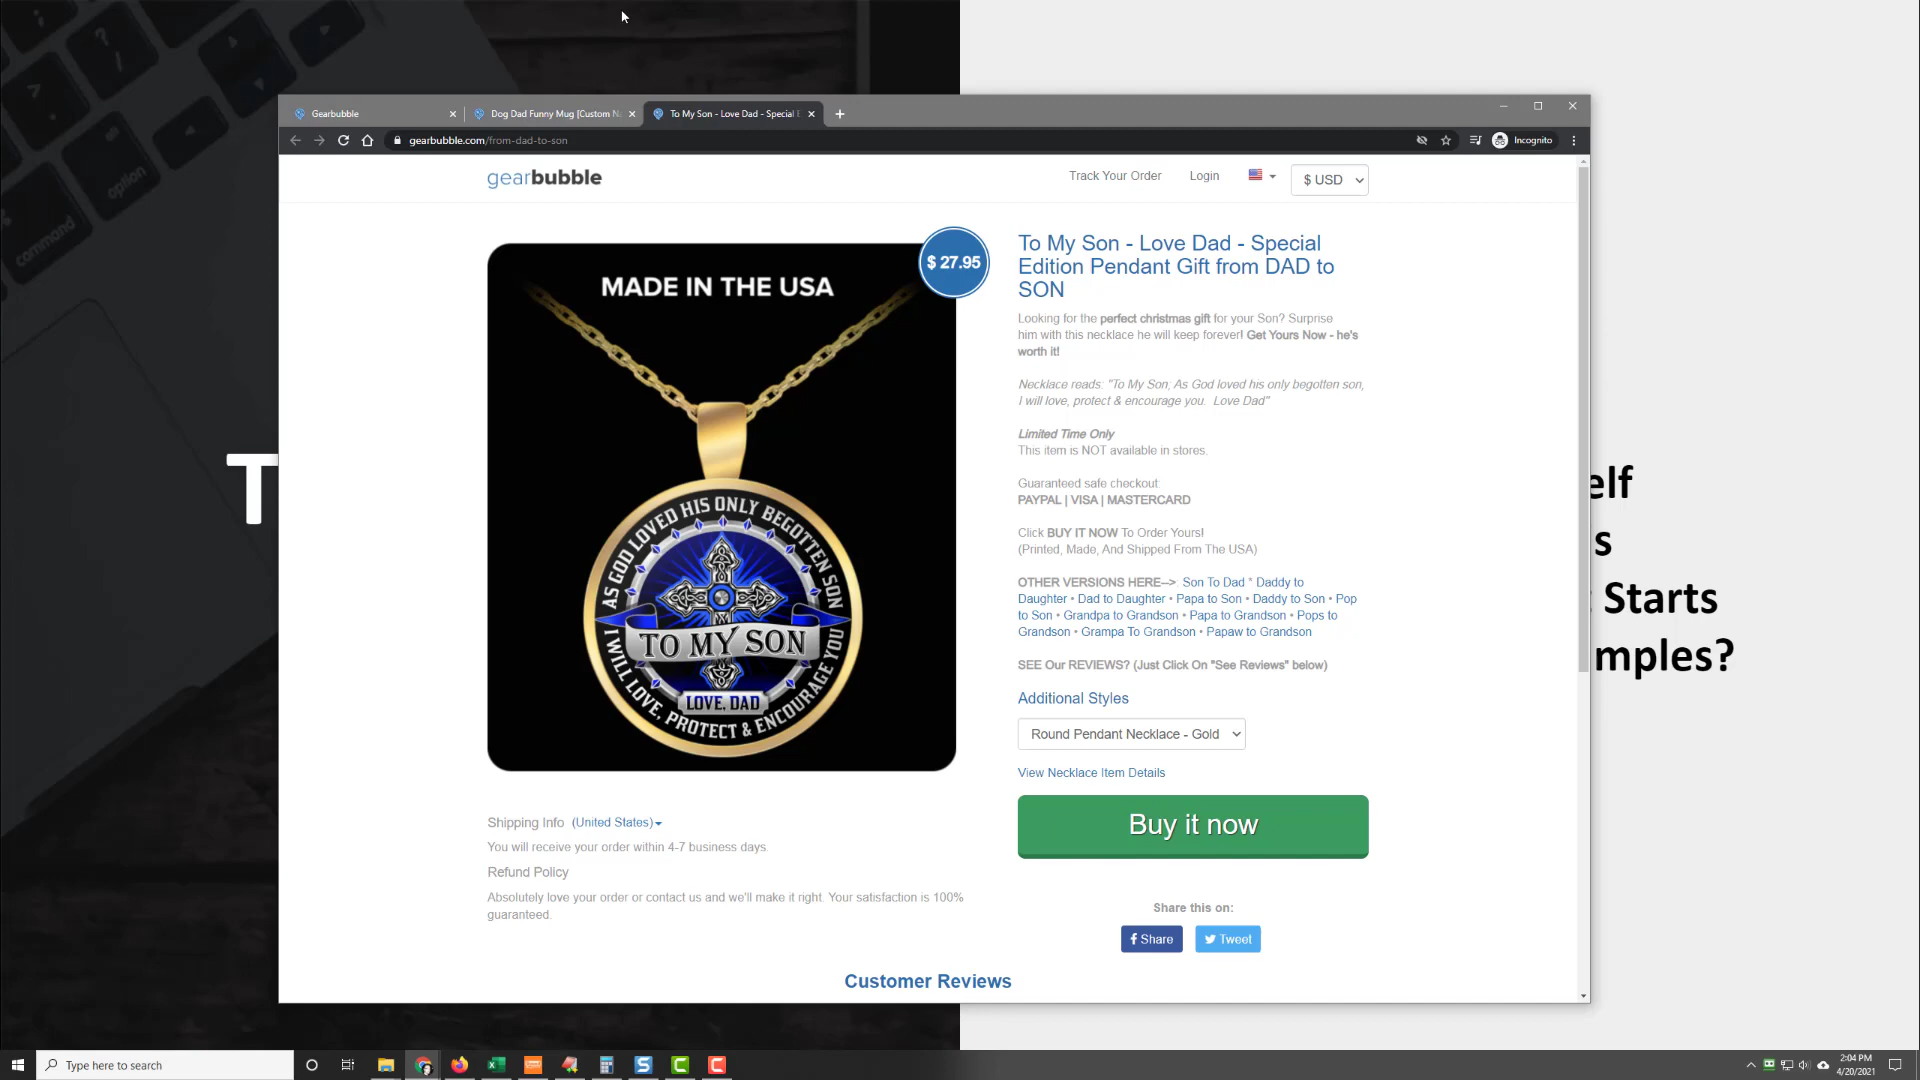 command
option
T
elf
s
: Starts
mples?
Gearbubble
Dog Dad Funny Mug [Custom N
To My Son - Love Dad - Special E
gearbubble.com/from-dad-to-son
Incognito
gearbubble
Track Your Order
Login
$ USD
MADE IN THE USA
$ 27.95
AS GOD LOVED HIS ONLY BEGOTTEN SON
TO MY SON
LOVE, DAD
I WILL LOVE, PROTECT & ENCOURAGE YOU
To My Son - Love Dad - Special
Edition Pendant Gift from DAD to
SON
Looking for the perfect christmas gift for your Son? Surprise
him with this necklace he will keep forever! Get Yours Now - he's
worth it!
Necklace reads: "To My Son, As God loved his only begotten son,
I will love, protect & encourage you.  Love Dad"
Limited Time Only
This item is NOT available in stores.
Guaranteed safe checkout:
PAYPAL | VISA | MASTERCARD
Click BUY IT NOW To Order Yours!
(Printed, Made, And Shipped From The USA)
OTHER VERSIONS HERE--> Son To Dad * Daddy to
Daughter • Dad to Daughter • Papa to Son • Daddy to Son • Pop
to Son • Grandpa to Grandson • Papa to Grandson • Pops to
Grandson • Grampa To Grandson • Papaw to Grandson
SEE Our REVIEWS? (Just Click On "See Reviews" below)
Additional Styles
Round Pendant Necklace - Gold
View Necklace Item Details
Buy it now
Shipping Info (United States)
You will receive your order within 4-7 business days.
Refund Policy
Absolutely love your order or contact us and we'll make it right. Your satisfaction is 100%
guaranteed.
Share this on:
Share
Tweet
Customer Reviews
Type here to search
2:04 PM
4/20/2021